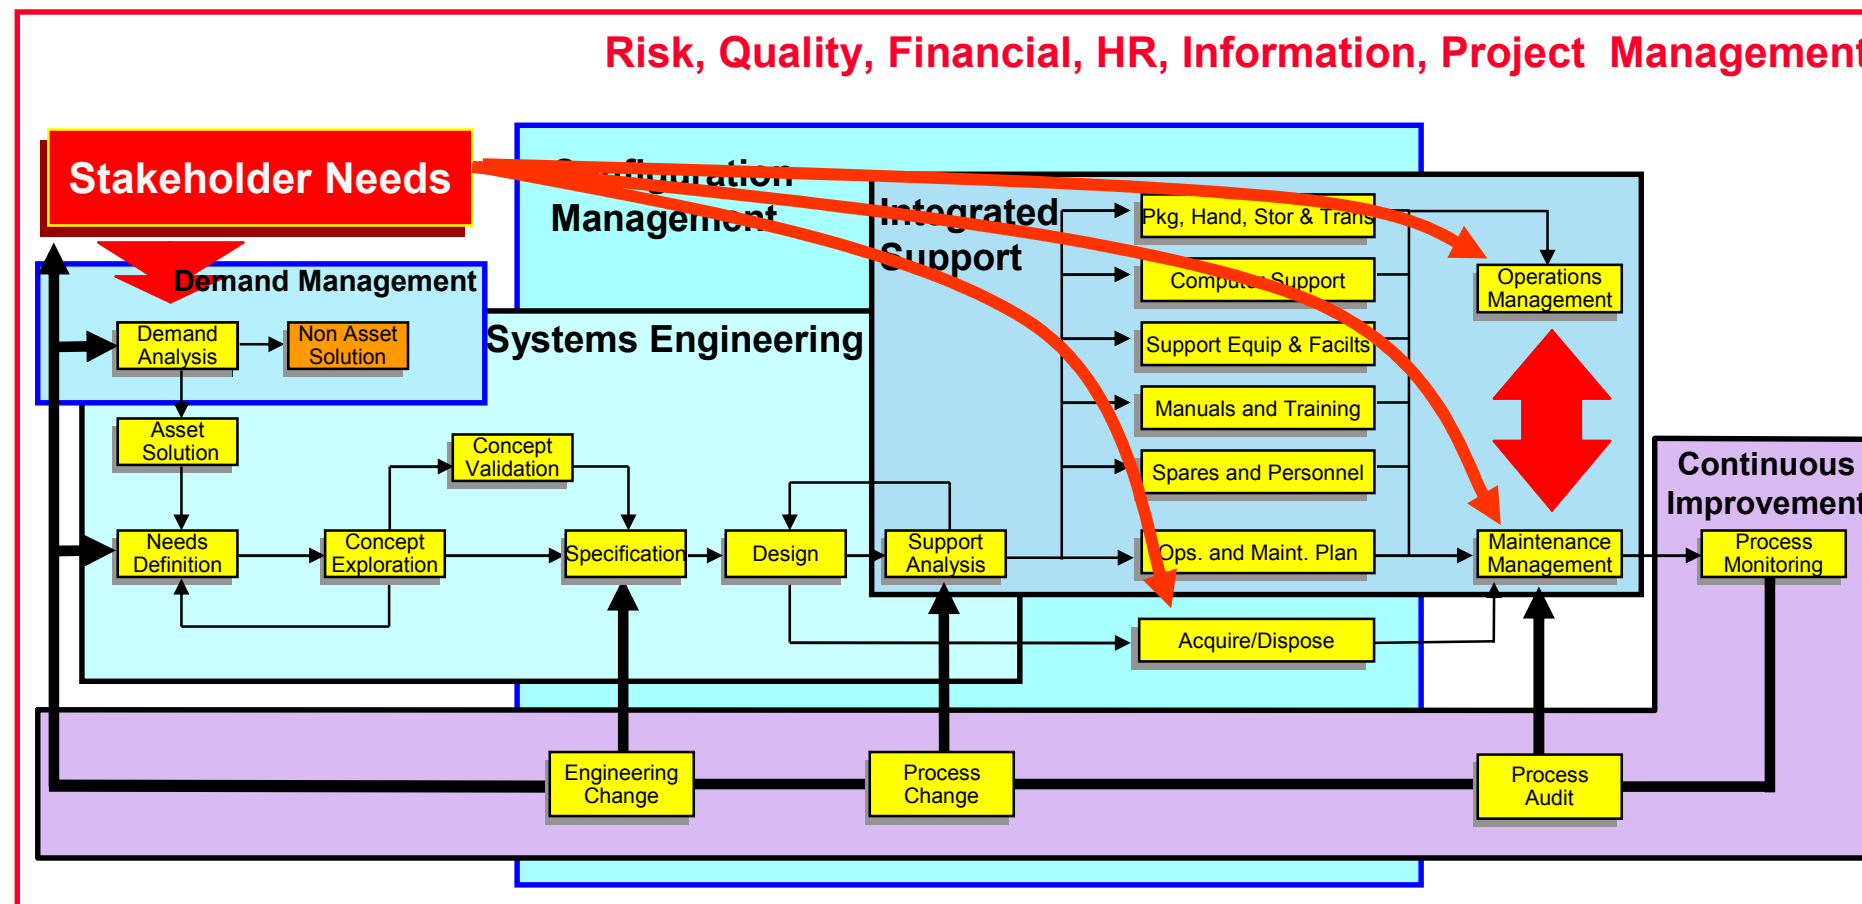 Risk, Quality, Financial, HR, Information, Project Management
Stakeholder Needs
Configuration
Management
Integrated
Support
Demand Management
Systems Engineering
Demand
Analysis
Non Asset
Solution
Asset
Solution
Concept
Validation
Needs
Definition
Concept
Exploration
Specification
Design
Support
Analysis
Pkg, Hand, Stor & Trans
Computer Support
Support Equip & Facilts
Manuals and Training
Spares and Personnel
Ops. and Maint. Plan
Acquire/Dispose
Operations
Management
Maintenance
Management
Continuous
Improvement
Process
Monitoring
Engineering
Change
Process
Change
Process
Audit